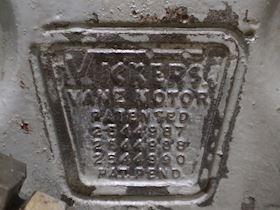 VICKERS
VANE MOTOR
PATENTED
2544987
2544988
2544990
PAT. PEND.